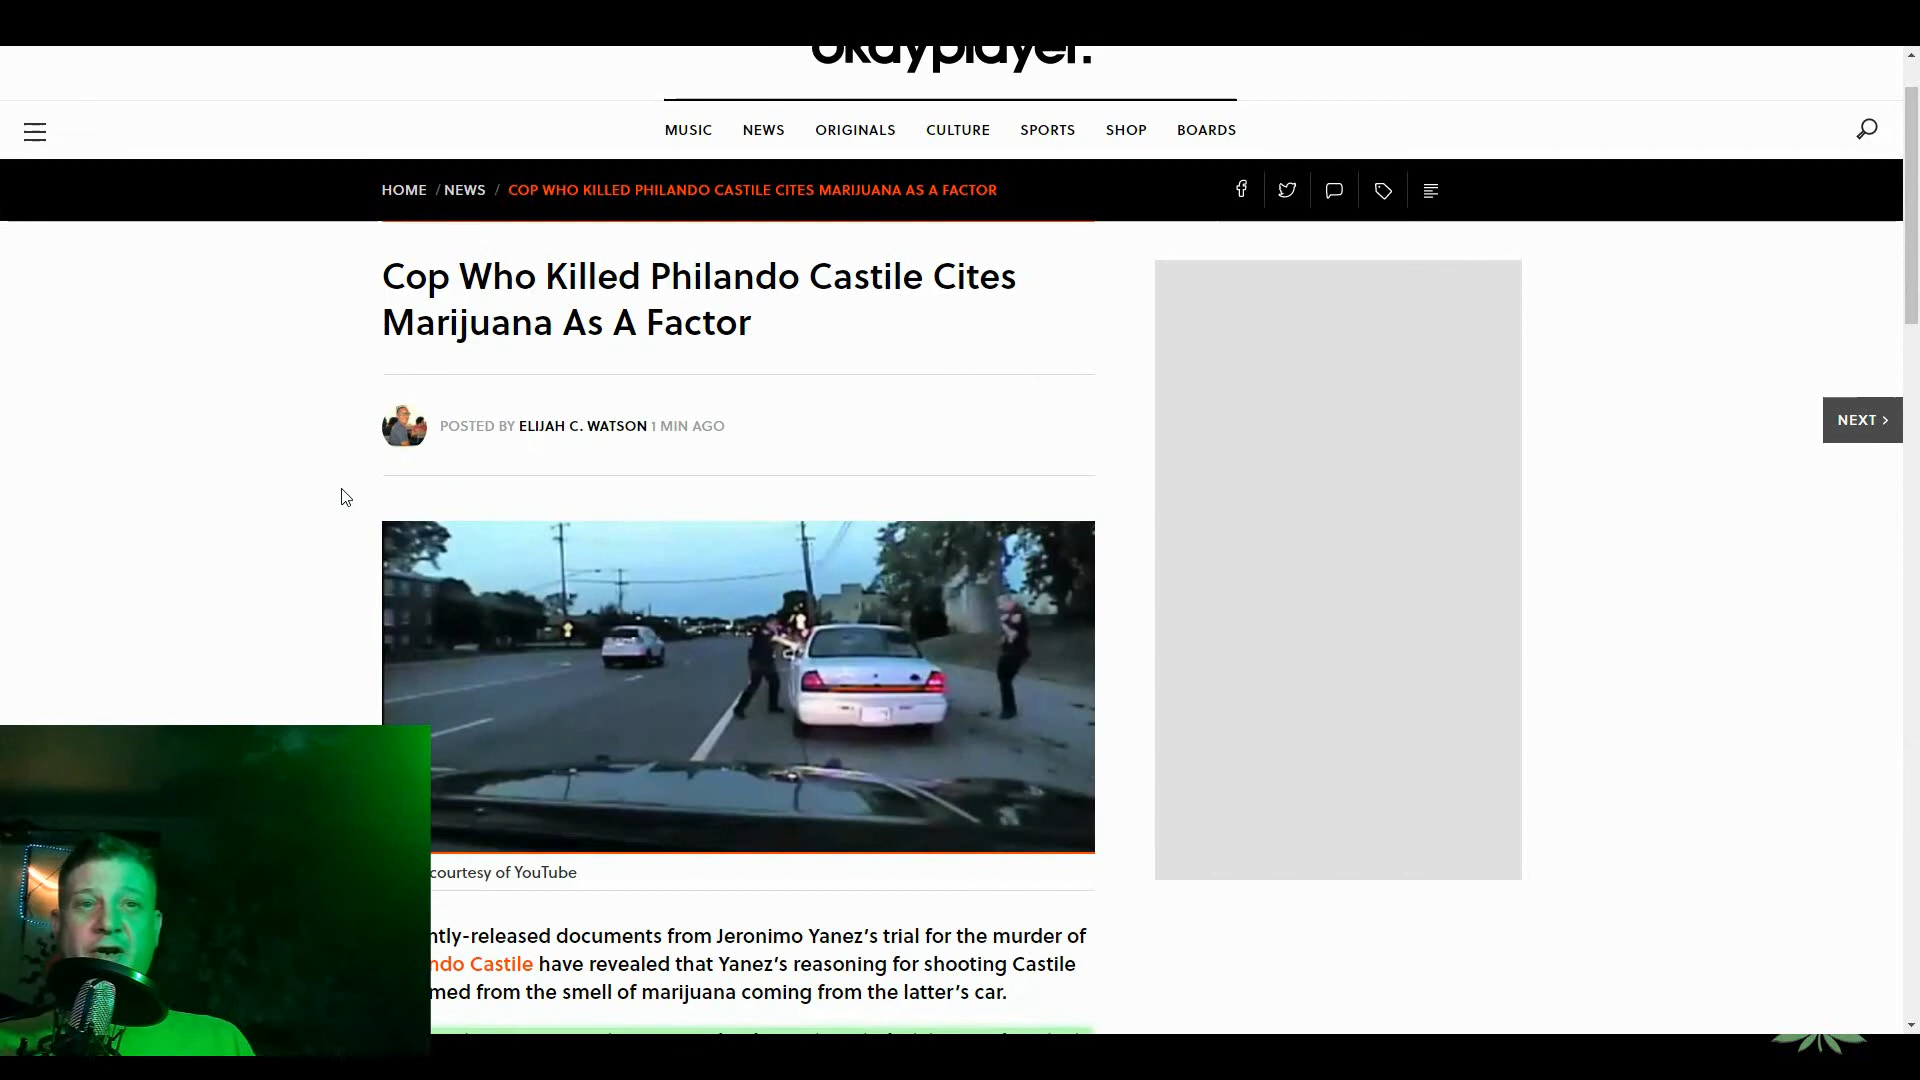 okayplayer.
MUSIC NEWS ORIGINALS CULTURE SPORTS SHOP BOARDS
HOME / NEWS / COP WHO KILLED PHILANDO CASTILE CITES MARIJUANA AS A FACTOR
Cop Who Killed Philando Castile Cites
Marijuana As A Factor
POSTED BY ELIJAH C. WATSON 1 MIN AGO
NEXT >
courtesy of YouTube
ntly-released documents from Jeronimo Yanez's trial for the murder of
ndo Castile have revealed that Yanez's reasoning for shooting Castile
med from the smell of marijuana coming from the latter's car.